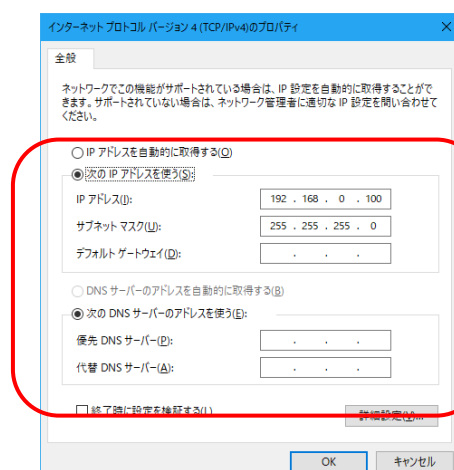 インターネット プロトコル バージョン 4 (TCP/IPv4)のプロパティ
全般
ネットワークでこの機能がサポートされている場合は、IP 設定を自動的に取得することがで
きます。サポートされていない場合は、ネットワーク管理者に適切な IP 設定を問い合わせて
ください。
IP アドレスを自動的に取得する(O)
次の IP アドレスを使う(S):
IP アドレス(I): 192 . 168 . 0 . 100
サブネット マスク(U): 255 . 255 . 255 . 0
デフォルト ゲートウェイ(D): . . .
DNS サーバーのアドレスを自動的に取得する(B)
次の DNS サーバーのアドレスを使う(E):
優先 DNS サーバー(P): . . .
代替 DNS サーバー(A): . . .
終了時に設定を検証する(L) 詳細設定(V)...
OK キャンセル